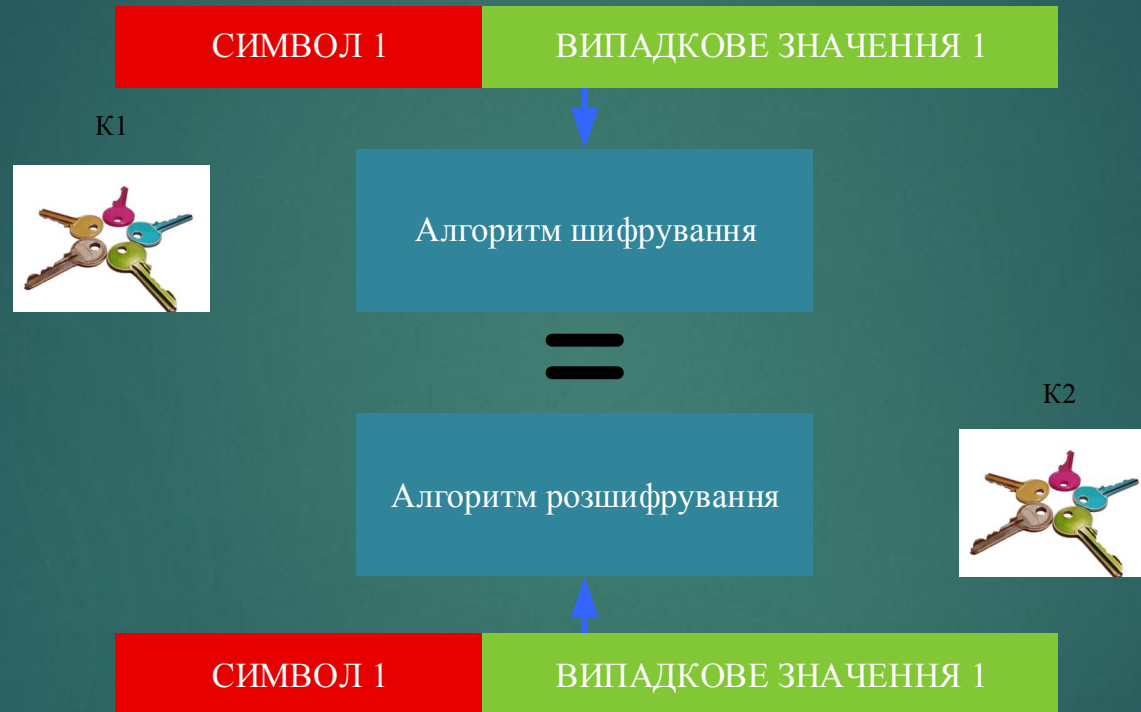 СИМВОЛ 1
ВИПАДКОВЕ ЗНАЧЕННЯ 1
К1
Алгоритм шифрування
=
К2
Алгоритм розшифрування
СИМВОЛ 1
ВИПАДКОВЕ ЗНАЧЕННЯ 1